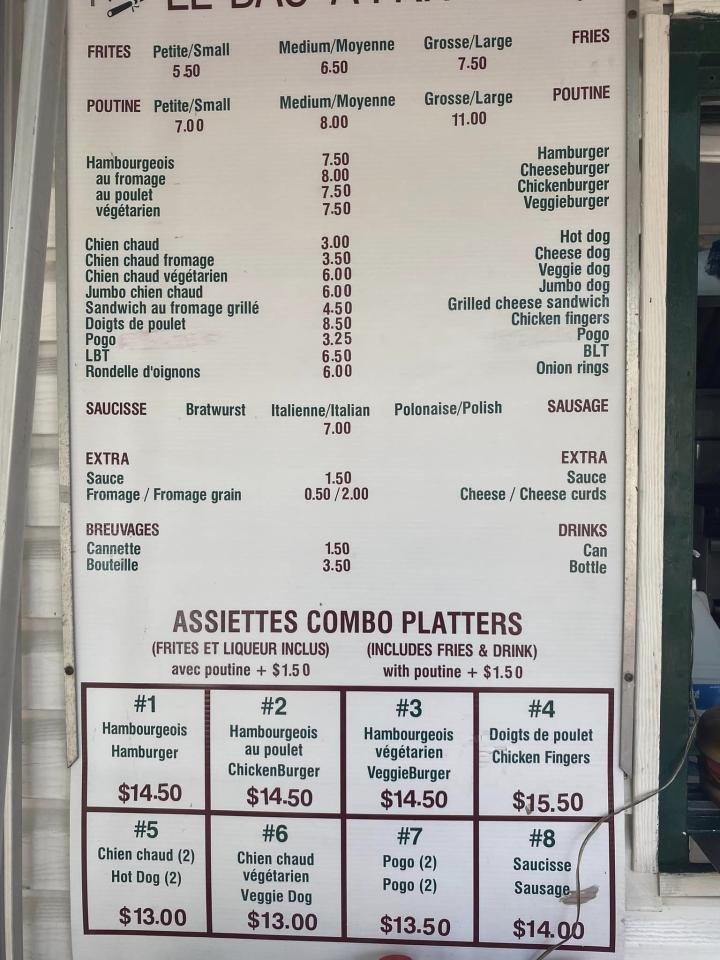 FRITES Petite/Small Medium/Moyenne Grosse/Large FRIES
5.50 6.50 7.50
POUTINE Petite/Small Medium/Moyenne Grosse/Large POUTINE
7.00 8.00 11.00
Hambourgeois 7.50 Hamburger
au fromage 8.00 Cheeseburger
au poulet 7.50 Chickenburger
végétarien 7.50 Veggieburger
Chien chaud 3.00 Hot dog
Chien chaud fromage 3.50 Cheese dog
Chien chaud végétarien 6.00 Veggie dog
Jumbo chien chaud 6.00 Jumbo dog
Sandwich au fromage grillé 4.50 Grilled cheese sandwich
Doigts de poulet 8.50 Chicken fingers
Pogo 3.25 Pogo
LBT 6.50 BLT
Rondelle d'oignons 6.00 Onion rings
SAUCISSE Bratwurst Italienne/Italian Polonaise/Polish SAUSAGE
7.00
EXTRA EXTRA
Sauce 1.50 Sauce
Fromage / Fromage grain 0.50 / 2.00 Cheese / Cheese curds
BREUVAGES DRINKS
Cannette 1.50 Can
Bouteille 3.50 Bottle
ASSIETTES COMBO PLATTERS
(FRITES ET LIQUEUR INCLUS) (INCLUDES FRIES & DRINK)
avec poutine + $1.50 with poutine + $1.50
#1
Hambourgeois
Hamburger
$14.50
#2
Hambourgeois
au poulet
ChickenBurger
$14.50
#3
Hambourgeois
végétarien
VeggieBurger
$14.50
#4
Doigts de poulet
Chicken Fingers
$15.50
#5
Chien chaud (2)
Hot Dog (2)
$13.00
#6
Chien chaud
végétarien
Veggie Dog
$13.00
#7
Pogo (2)
Pogo (2)
$13.50
#8
Saucisse
Sausage
$14.00